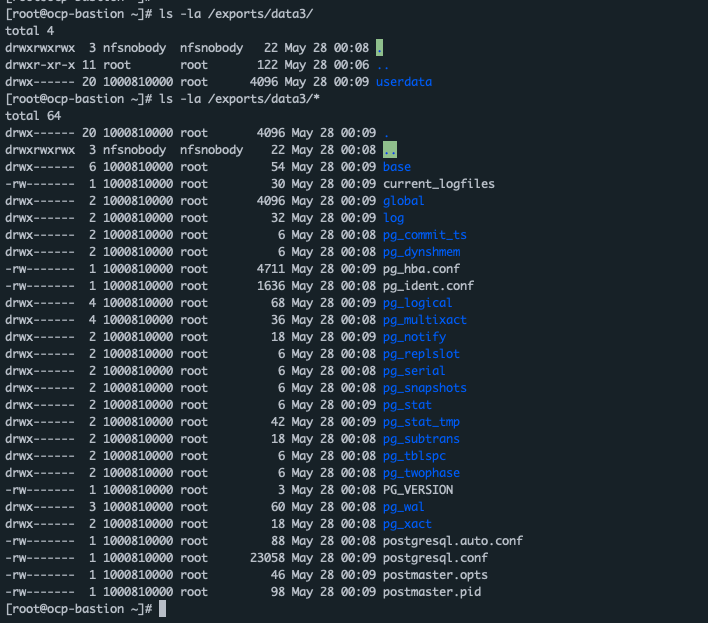 [root@ocp-bastion ~]# ls -la /exports/data3/
total 4
drwxrwxrwx  3 nfsnobody  nfsnobody   22 May 28 00:08 .
drwxr-xr-x 11 root       root       122 May 28 00:06 ..
drwx------ 20 1000810000 root      4096 May 28 00:09 userdata
[root@ocp-bastion ~]# ls -la /exports/data3/*
total 64
drwx------ 20 1000810000 root       4096 May 28 00:09 .
drwxrwxrwx  3 nfsnobody  nfsnobody    22 May 28 00:08 ..
drwx------  6 1000810000 root         54 May 28 00:09 base
-rw-------  1 1000810000 root         30 May 28 00:09 current_logfiles
drwx------  2 1000810000 root       4096 May 28 00:09 global
drwx------  2 1000810000 root         32 May 28 00:09 log
drwx------  2 1000810000 root          6 May 28 00:08 pg_commit_ts
drwx------  2 1000810000 root          6 May 28 00:08 pg_dynshmem
-rw-------  1 1000810000 root       4711 May 28 00:09 pg_hba.conf
-rw-------  1 1000810000 root       1636 May 28 00:08 pg_ident.conf
drwx------  4 1000810000 root         68 May 28 00:09 pg_logical
drwx------  4 1000810000 root         36 May 28 00:08 pg_multixact
drwx------  2 1000810000 root         18 May 28 00:09 pg_notify
drwx------  2 1000810000 root          6 May 28 00:08 pg_replslot
drwx------  2 1000810000 root          6 May 28 00:08 pg_serial
drwx------  2 1000810000 root          6 May 28 00:08 pg_snapshots
drwx------  2 1000810000 root          6 May 28 00:09 pg_stat
drwx------  2 1000810000 root         42 May 28 00:09 pg_stat_tmp
drwx------  2 1000810000 root         18 May 28 00:08 pg_subtrans
drwx------  2 1000810000 root          6 May 28 00:08 pg_tblspc
drwx------  2 1000810000 root          6 May 28 00:08 pg_twophase
-rw-------  1 1000810000 root          3 May 28 00:08 PG_VERSION
drwx------  3 1000810000 root         60 May 28 00:08 pg_wal
drwx------  2 1000810000 root         18 May 28 00:08 pg_xact
-rw-------  1 1000810000 root         88 May 28 00:08 postgresql.auto.conf
-rw-------  1 1000810000 root      23058 May 28 00:09 postgresql.conf
-rw-------  1 1000810000 root         46 May 28 00:09 postmaster.opts
-rw-------  1 1000810000 root         98 May 28 00:09 postmaster.pid
[root@ocp-bastion ~]#